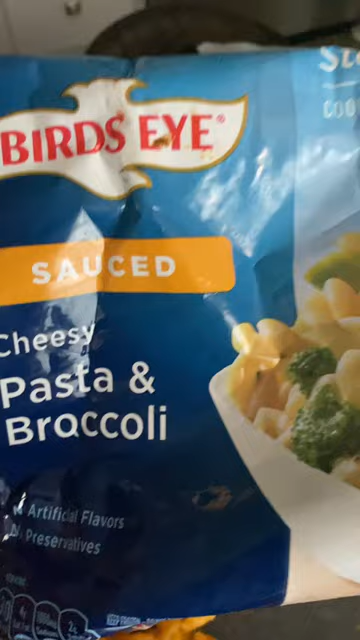 BIRDS EYE®
SAUCED
Cheesy
Pasta &
Broccoli
Artificial Flavors
Preservatives